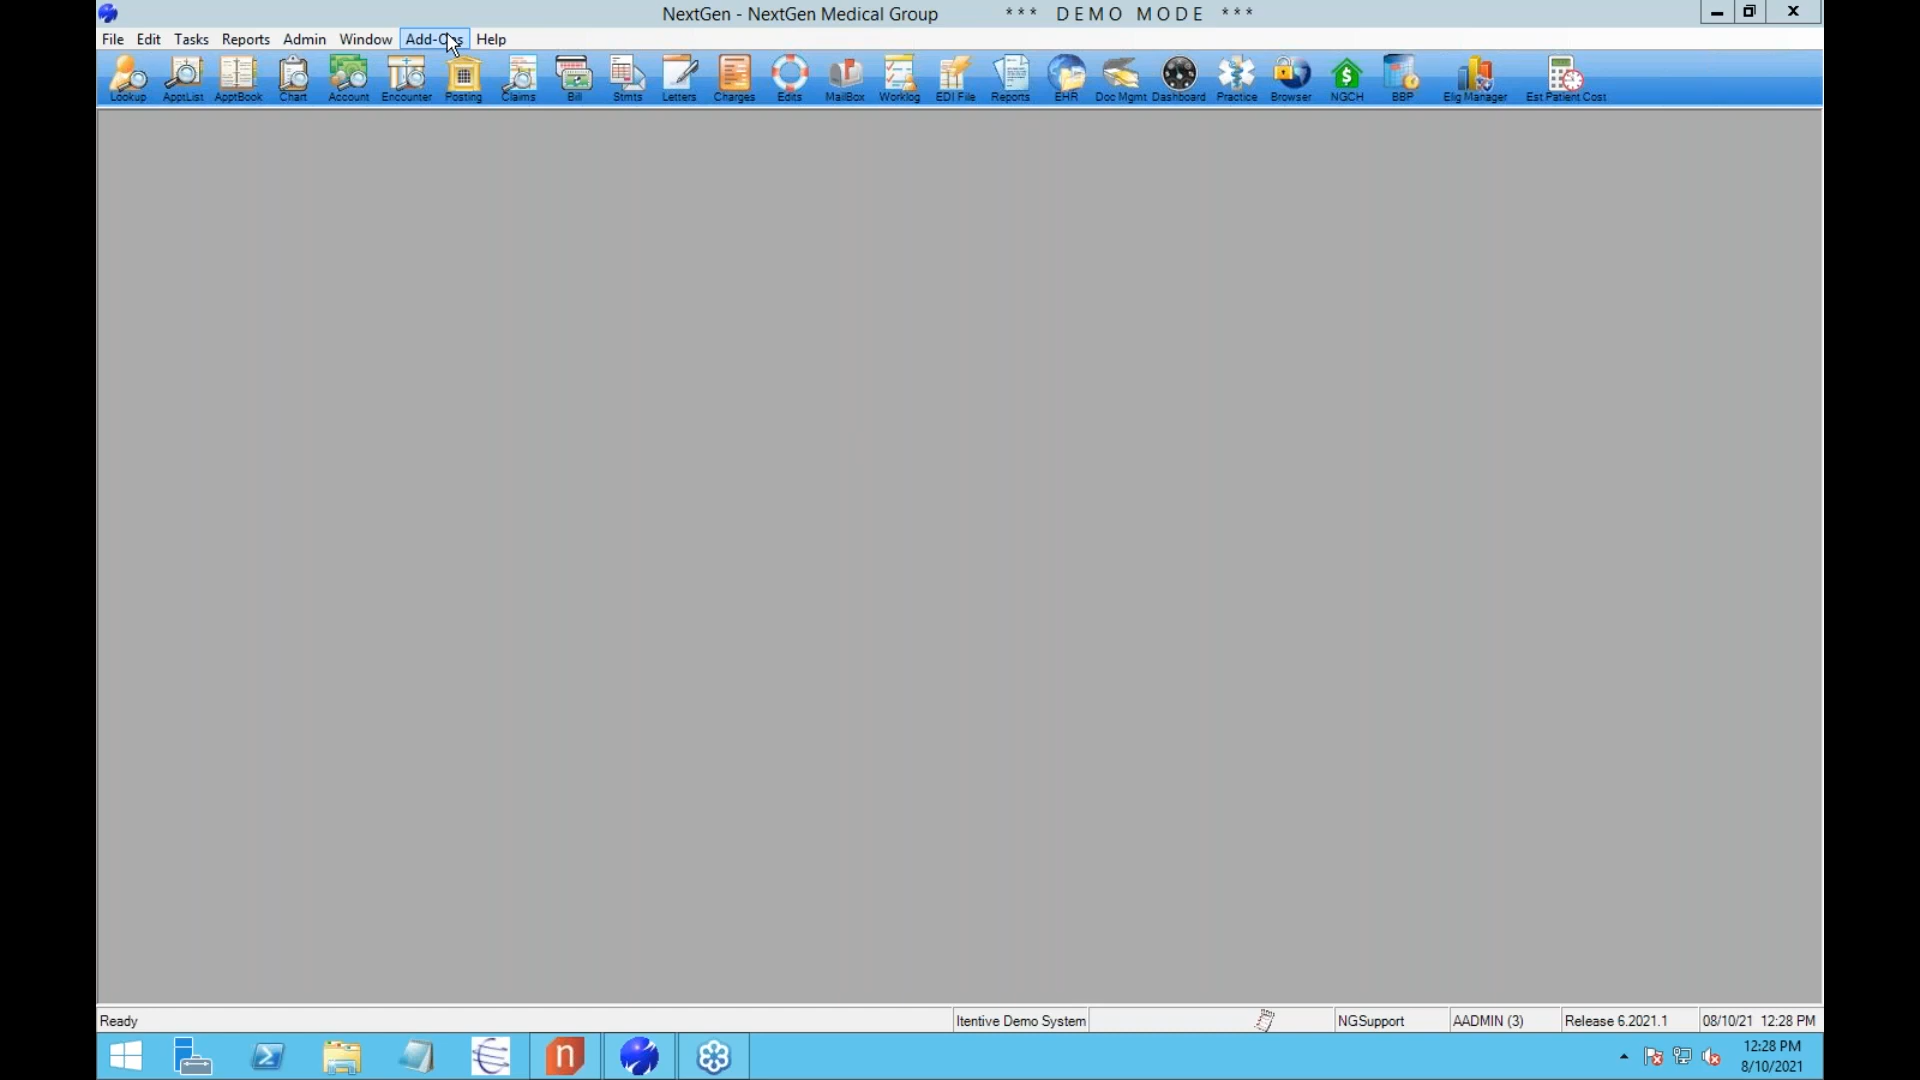 NextGen - NextGen Medical Group *** DEMO MODE ***
File Edit Tasks Reports Admin Window Add-Ons Help
Lookup ApptList ApptBook Chart Account Encounter Posting Claims Bill Stmts Letters Charges Edits MailBox Worklog EDI File Reports EHR Doc Mgmt Dashboard Practice Browser NGCH BBP Elig Manager Est Patient Cost
Ready Itentive Demo System NGSupport AADMIN (3) Release 6.2021.1 08/10/21 12:28 PM
n 12:28 PM
8/10/2021